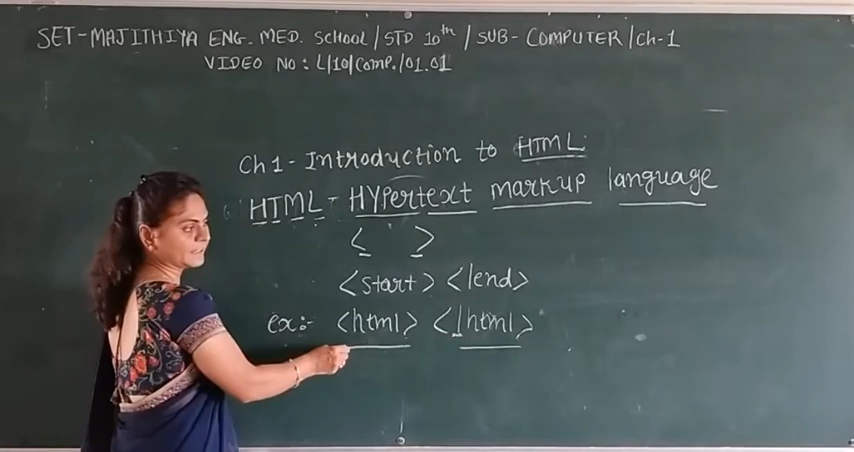 SET-MAJITHIYA ENG. MED. SCHOOL / STD 10th / SUB-COMPUTER / Ch-1
VIDEO NO: L/10/Comp./01.01
Ch 1 - Introduction to HTML
HTML - HYPertext markup language
< >
<start> </end>
ex:- <html> </html>